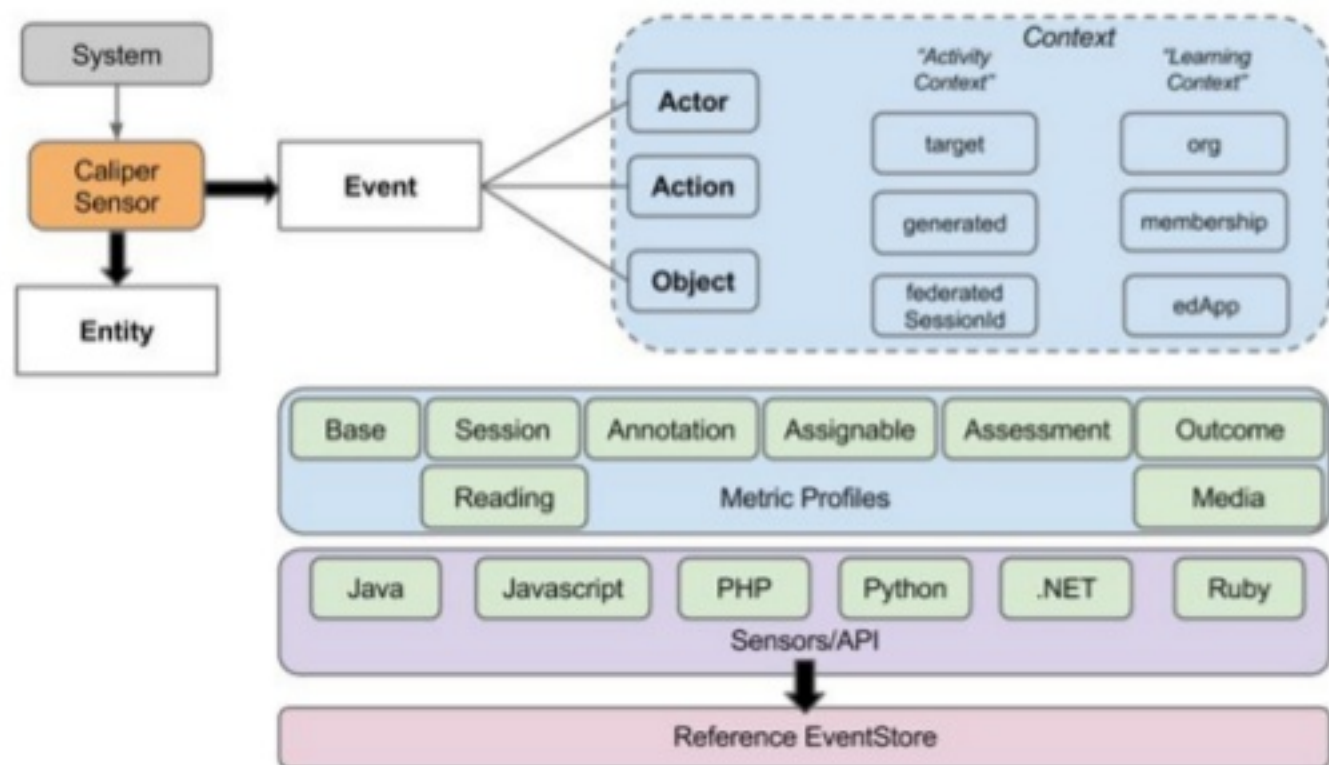 System
Caliper
Sensor
Event
Entity
Context
Actor
Action
Object
"Activity
Context"
target
generated
federated
SessionId
"Learning
Context"
org
membership
edApp
Base
Session
Annotation
Assignable
Assessment
Outcome
Reading
Metric Profiles
Media
Java
Javascript
PHP
Python
.NET
Ruby
Sensors/API
Reference EventStore